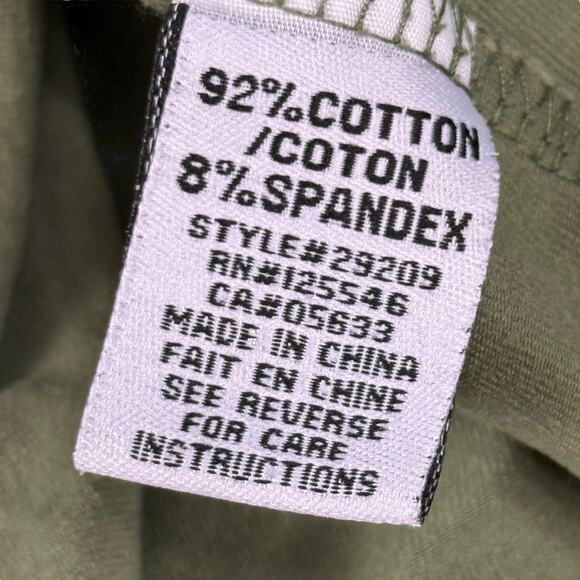 92%COTTON
/COTON
8%SPANDEX
STYLE#29209
RN#125546
CA#05633
MADE IN CHINA
FAIT EN CHINE
SEE REVERSE
FOR CARE
INSTRUCTIONS